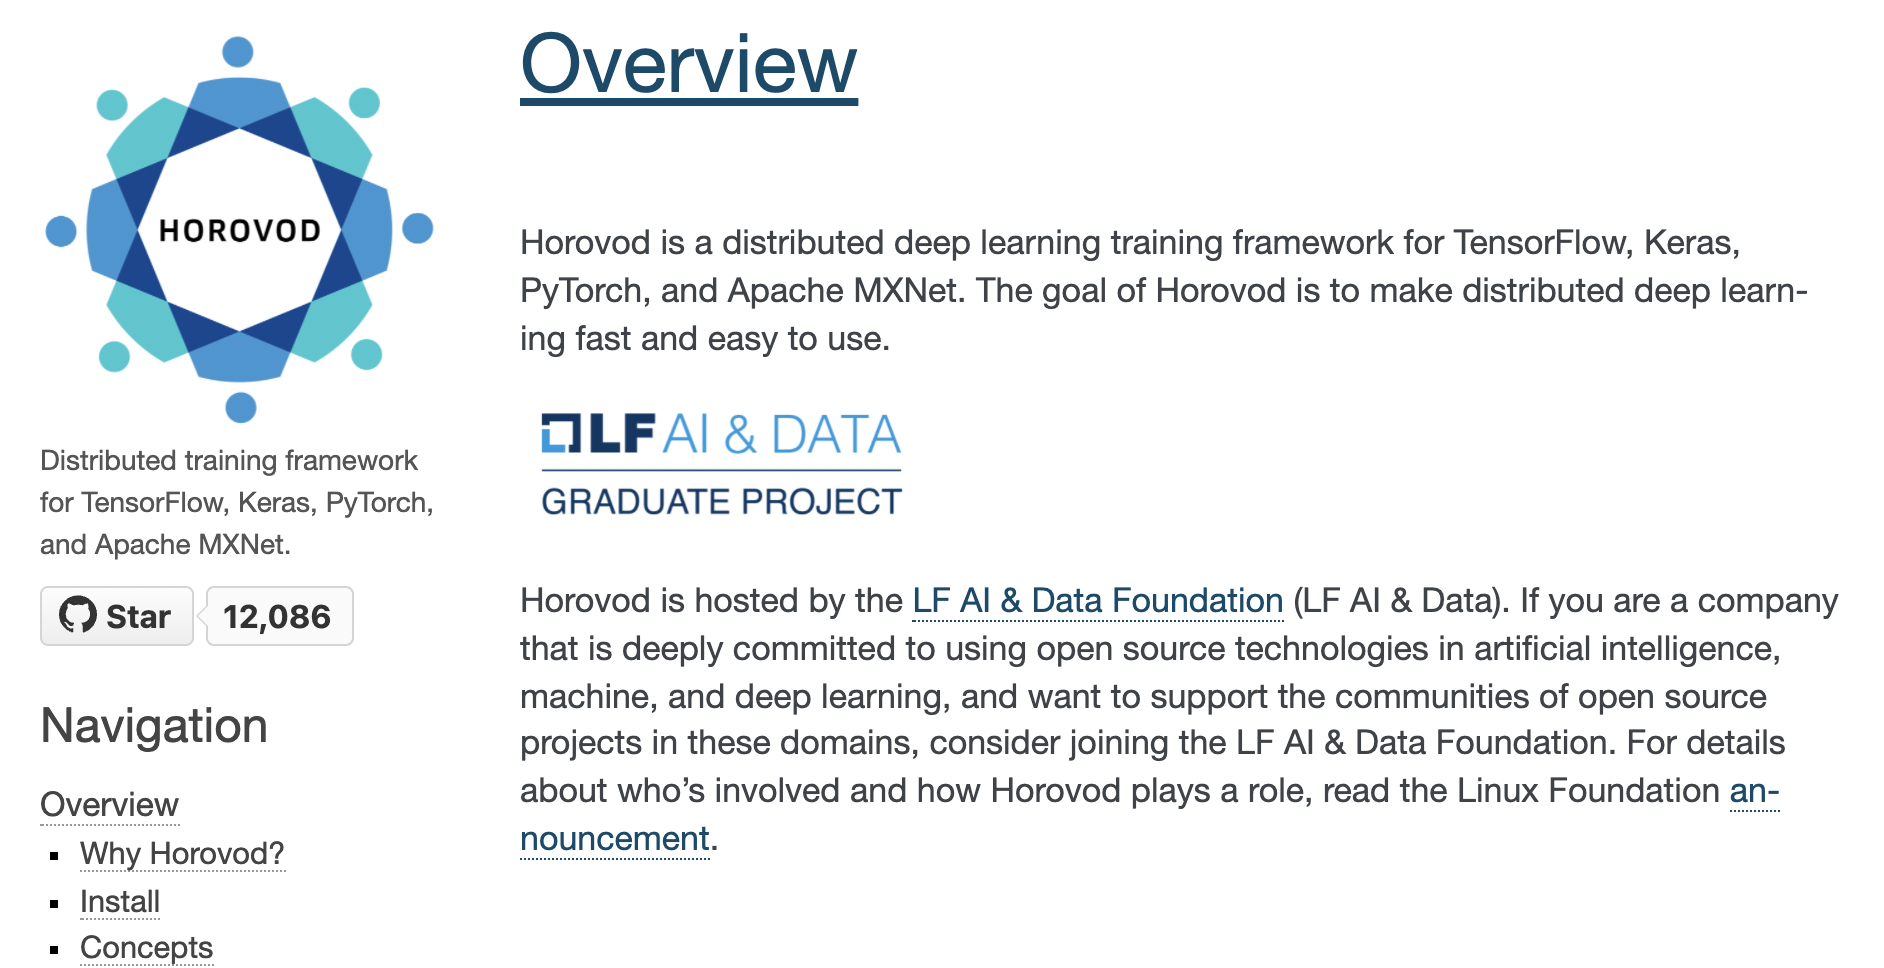 HOROVOD
Distributed training framework
for TensorFlow, Keras, PyTorch,
and Apache MXNet.
Star 12,086
Navigation
Overview
Why Horovod?
Install
Concepts
Overview
Horovod is a distributed deep learning training framework for TensorFlow, Keras,
PyTorch, and Apache MXNet. The goal of Horovod is to make distributed deep learn-
ing fast and easy to use.
LF AI & DATA
GRADUATE PROJECT
Horovod is hosted by the LF AI & Data Foundation (LF AI & Data). If you are a company
that is deeply committed to using open source technologies in artificial intelligence,
machine, and deep learning, and want to support the communities of open source
projects in these domains, consider joining the LF AI & Data Foundation. For details
about who’s involved and how Horovod plays a role, read the Linux Foundation an-
nouncement.